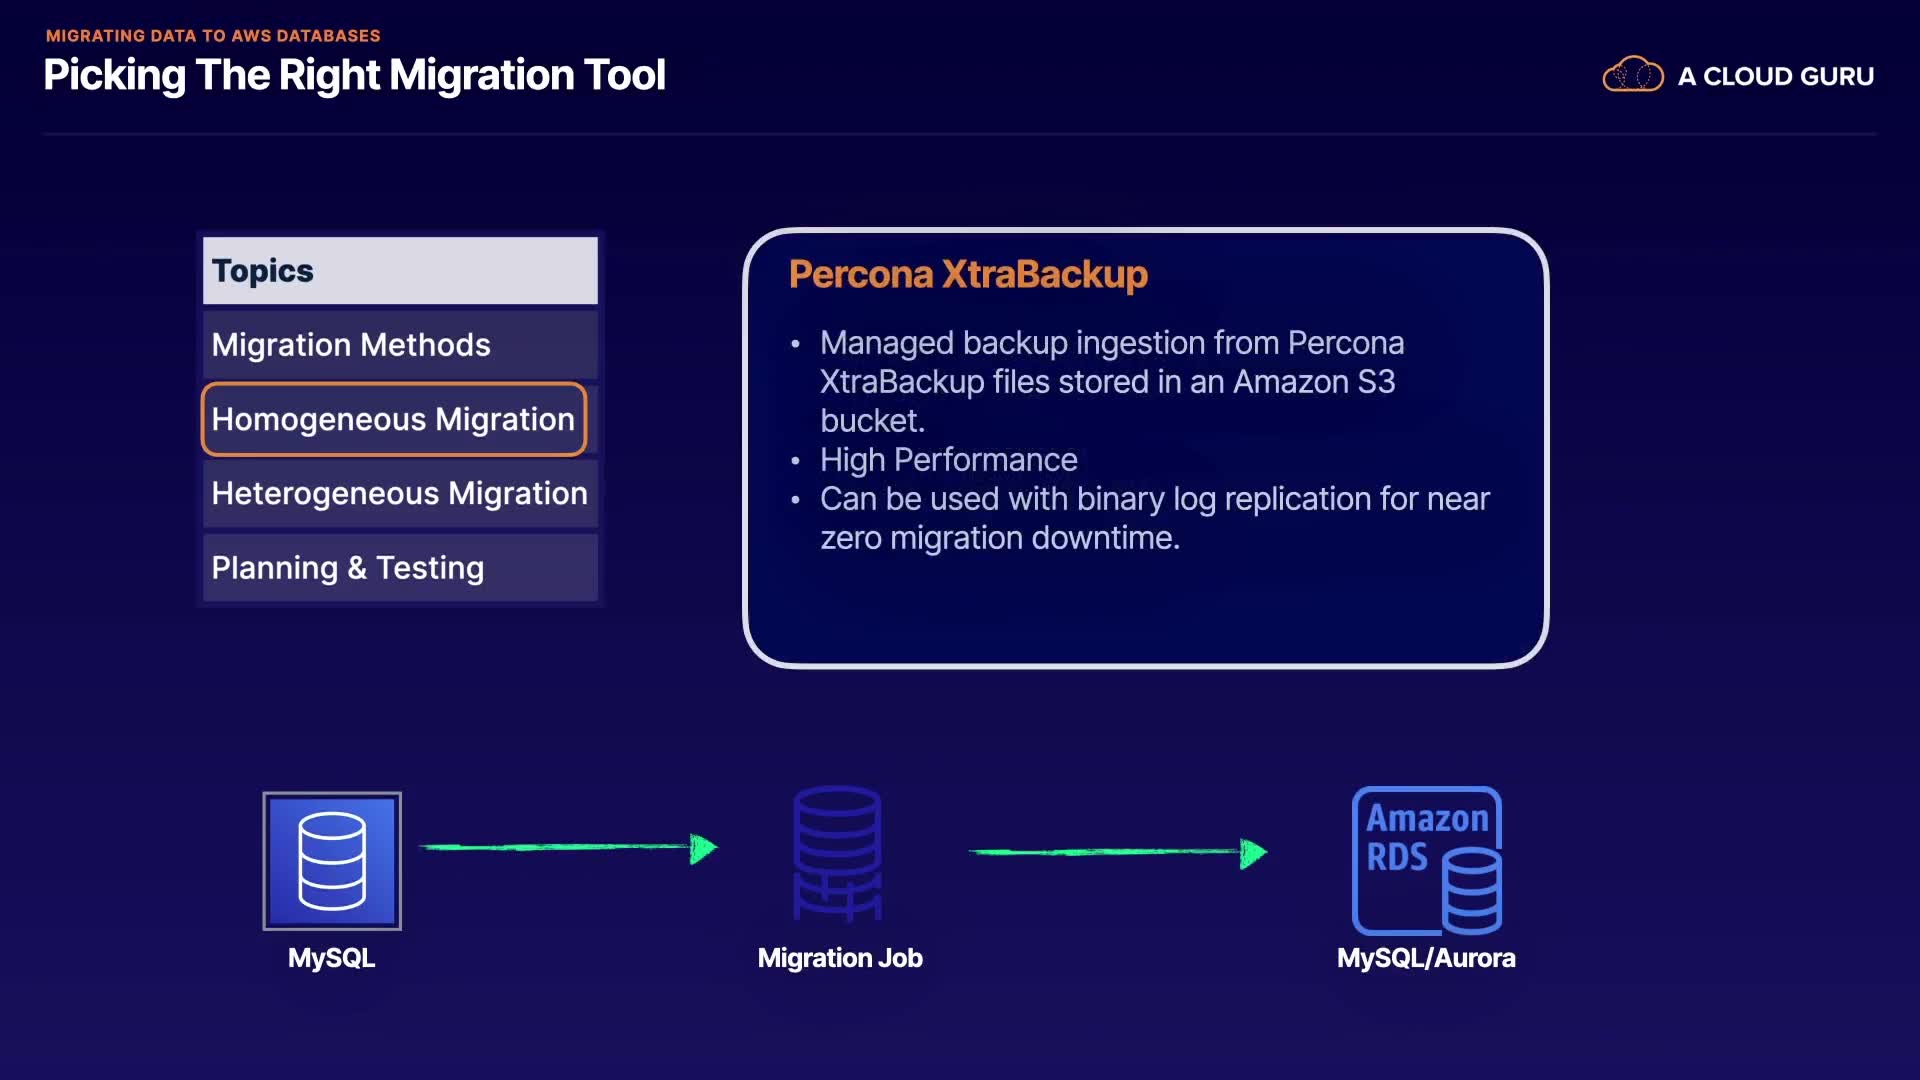 MIGRATING DATA TO AWS DATABASES
Picking The Right Migration Tool
A CLOUD GURU
Topics
Migration Methods
Homogeneous Migration
Heterogeneous Migration
Planning & Testing
Percona XtraBackup
• Managed backup ingestion from Percona
XtraBackup files stored in an Amazon S3
bucket.
• High Performance
• Can be used with binary log replication for near
zero migration downtime.
Amazon
RDS
MySQL
Migration Job
MySQL/Aurora